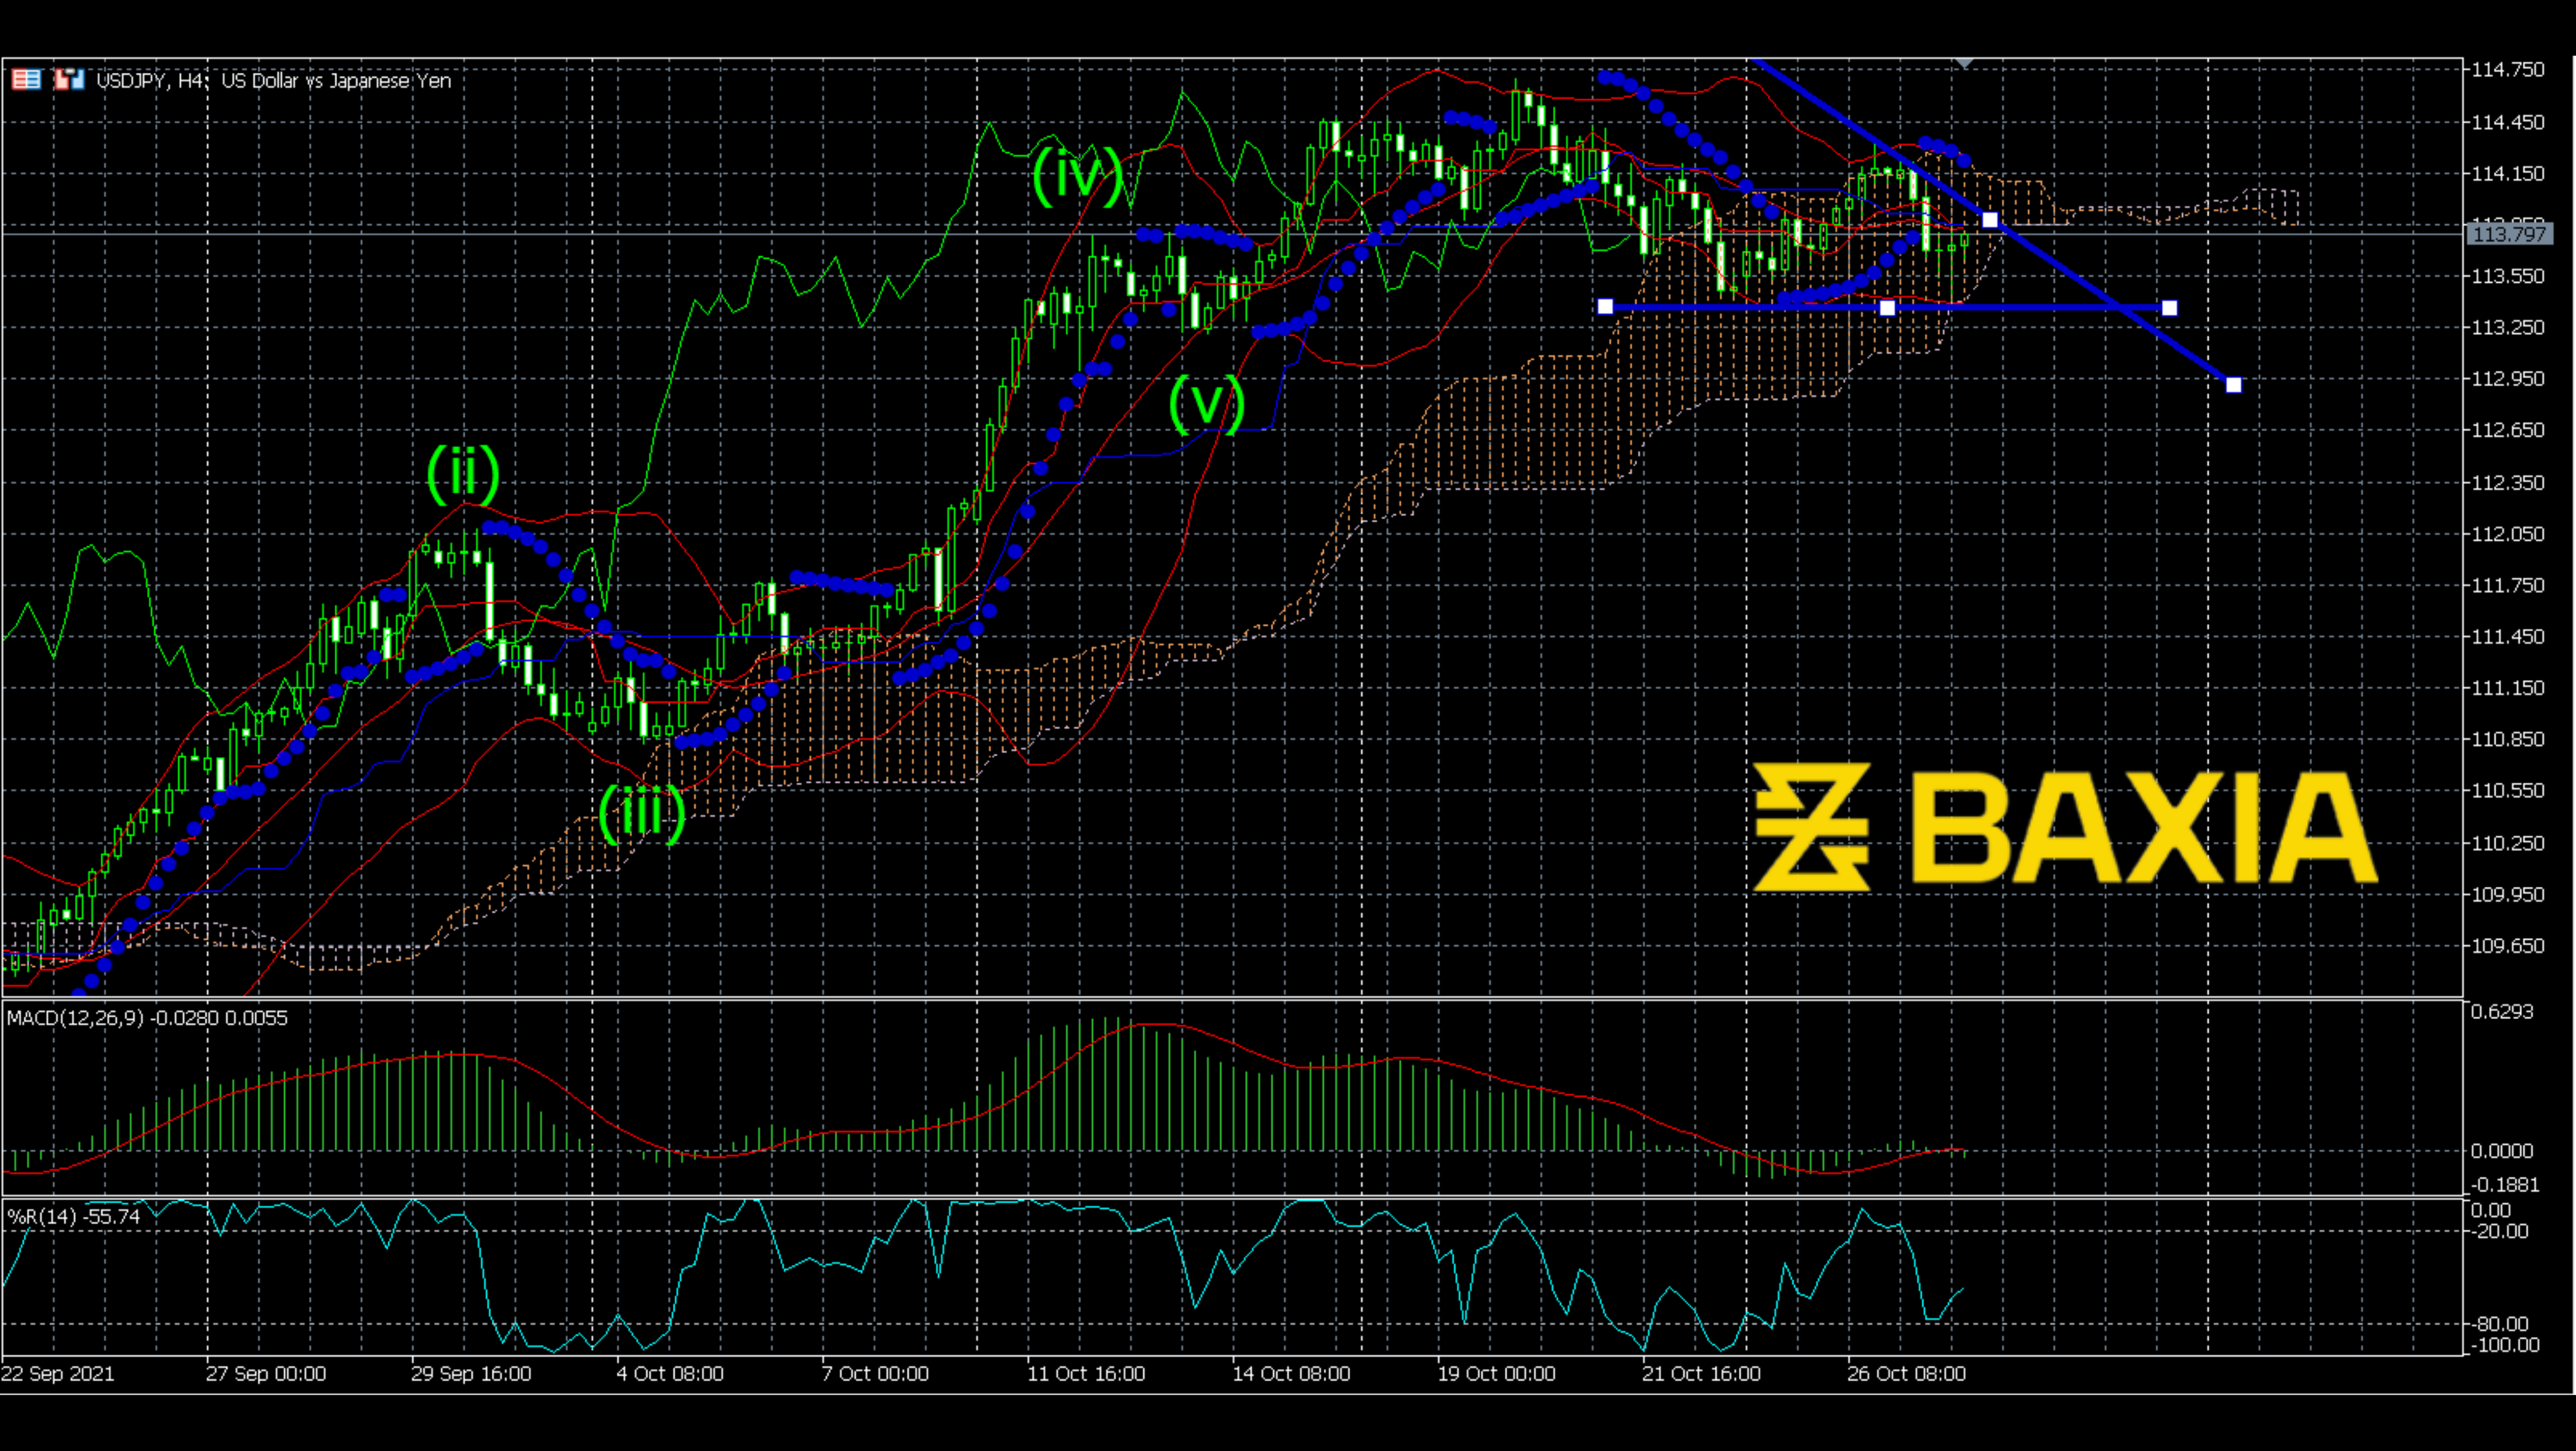 USDJPY, H4: US Dollar vs Japanese Yen
114.750
114.450
114.150
113.797
113.550
113.250
112.950
112.650
112.350
112.050
111.750
111.450
111.150
110.850
110.550
110.250
109.950
109.650
(iv)
(v)
(ii)
(iii)
BAXIA
MACD(12,26,9) -0.0280 0.0055
0.6293
0.0000
-0.1881
%R(14) -55.74
0.00
-20.00
-80.00
-100.00
22 Sep 2021 27 Sep 00:00 29 Sep 16:00 4 Oct 08:00 7 Oct 00:00 11 Oct 16:00 14 Oct 08:00 19 Oct 00:00 21 Oct 16:00 26 Oct 08:00